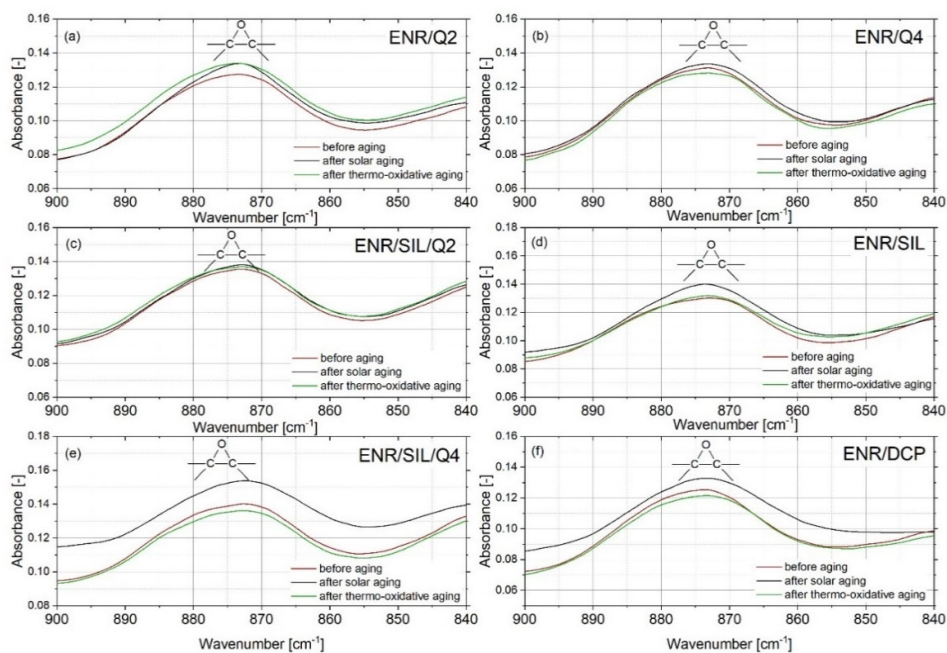 (a)
O
C C
ENR/Q2
Absorbance [-]
0.16
0.14
0.12
0.10
0.08
0.06
before aging
after solar aging
after thermo-oxidative aging
900 890 880 870 860 850 840
Wavenumber [cm-1]
(b)
O
C C
ENR/Q4
Absorbance [-]
0.16
0.14
0.12
0.10
0.08
0.06
before aging
after solar aging
after thermo-oxidative aging
900 890 880 870 860 850 840
Wavenumber [cm-1]
(c)
O
C C
ENR/SIL/Q2
Absorbance [-]
0.16
0.14
0.12
0.10
0.08
0.06
before aging
after solar aging
after thermo-oxidative aging
900 890 880 870 860 850 840
Wavenumber [cm-1]
(d)
O
C C
ENR/SIL
Absorbance [-]
0.18
0.16
0.14
0.12
0.10
0.08
0.06
before aging
after solar aging
after thermo-oxidative aging
900 890 880 870 860 850 840
Wavenumber [cm-1]
(e)
O
C C
ENR/SIL/Q4
Absorbance [-]
0.18
0.16
0.14
0.12
0.10
0.08
before aging
after solar aging
after thermo-oxidative aging
900 890 880 870 860 850 840
Wavenumber [cm-1]
(f)
O
C C
ENR/DCP
Absorbance [-]
0.16
0.14
0.12
0.10
0.08
0.06
before aging
after solar aging
after thermo-oxidative aging
900 890 880 870 860 850 840
Wavenumber [cm-1]